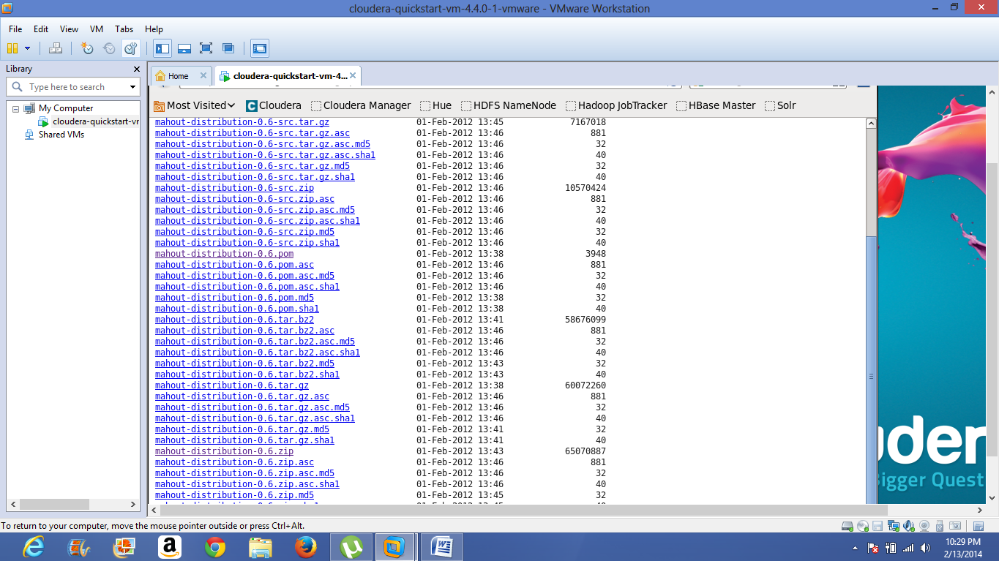 cloudera-quickstart-vm-4.4.0-1-vmware - VMware Workstation
File Edit View VM Tabs Help
Library
Type here to search
My Computer
cloudera-quickstart-vr
Shared VMs
Home
cloudera-quickstart-vm-4...
Most Visited
C Cloudera
Cloudera Manager
Hue
HDFS NameNode
Hadoop JobTracker
HBase Master
Solr
mahout-distribution-0.6-src.tar.gz 01-Feb-2012 13:45 7167018
mahout-distribution-0.6-src.tar.gz.asc 01-Feb-2012 13:46 881
mahout-distribution-0.6-src.tar.gz.asc.md5 01-Feb-2012 13:46 32
mahout-distribution-0.6-src.tar.gz.asc.sha1 01-Feb-2012 13:46 40
mahout-distribution-0.6-src.tar.gz.md5 01-Feb-2012 13:46 32
mahout-distribution-0.6-src.tar.gz.sha1 01-Feb-2012 13:46 40
mahout-distribution-0.6-src.zip 01-Feb-2012 13:46 10570424
mahout-distribution-0.6-src.zip.asc 01-Feb-2012 13:46 881
mahout-distribution-0.6-src.zip.asc.md5 01-Feb-2012 13:46 32
mahout-distribution-0.6-src.zip.asc.sha1 01-Feb-2012 13:46 40
mahout-distribution-0.6-src.zip.md5 01-Feb-2012 13:46 32
mahout-distribution-0.6-src.zip.sha1 01-Feb-2012 13:46 40
mahout-distribution-0.6.pom 01-Feb-2012 13:38 3948
mahout-distribution-0.6.pom.asc 01-Feb-2012 13:46 881
mahout-distribution-0.6.pom.asc.md5 01-Feb-2012 13:46 32
mahout-distribution-0.6.pom.asc.sha1 01-Feb-2012 13:46 40
mahout-distribution-0.6.pom.md5 01-Feb-2012 13:38 32
mahout-distribution-0.6.pom.sha1 01-Feb-2012 13:38 40
mahout-distribution-0.6.tar.bz2 01-Feb-2012 13:41 58676099
mahout-distribution-0.6.tar.bz2.asc 01-Feb-2012 13:46 881
mahout-distribution-0.6.tar.bz2.asc.md5 01-Feb-2012 13:46 32
mahout-distribution-0.6.tar.bz2.asc.sha1 01-Feb-2012 13:46 40
mahout-distribution-0.6.tar.bz2.md5 01-Feb-2012 13:43 32
mahout-distribution-0.6.tar.bz2.sha1 01-Feb-2012 13:43 40
mahout-distribution-0.6.tar.gz 01-Feb-2012 13:38 60072260
mahout-distribution-0.6.tar.gz.asc 01-Feb-2012 13:46 881
mahout-distribution-0.6.tar.gz.asc.md5 01-Feb-2012 13:46 32
mahout-distribution-0.6.tar.gz.asc.sha1 01-Feb-2012 13:46 40
mahout-distribution-0.6.tar.gz.md5 01-Feb-2012 13:41 32
mahout-distribution-0.6.tar.gz.sha1 01-Feb-2012 13:41 40
mahout-distribution-0.6.zip 01-Feb-2012 13:43 65070887
mahout-distribution-0.6.zip.asc 01-Feb-2012 13:46 881
mahout-distribution-0.6.zip.asc.md5 01-Feb-2012 13:46 32
mahout-distribution-0.6.zip.asc.sha1 01-Feb-2012 13:46 40
mahout-distribution-0.6.zip.md5 01-Feb-2012 13:45 32
uder
igger Quest
To return to your computer, move the mouse pointer outside or press Ctrl+Alt.
10:29 PM
2/13/2014